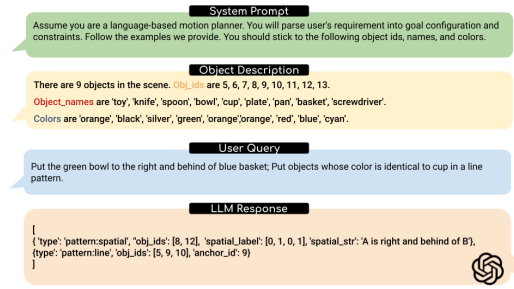 System Prompt
Assume you are a language-based motion planner. You will parse user's requirement into goal configuration and
constraints. Follow the examples we provide. You should stick to the following object ids, names, and colors.
Object Description
There are 9 objects in the scene. Obj_ids are 5, 6, 7, 8, 9, 10, 11, 12, 13.
Object_names are 'toy', 'knife', 'spoon', 'bowl', 'cup', 'plate', 'pan', 'basket', 'screwdriver'.
Colors are 'orange', 'black', 'silver', 'green', 'orange','orange', 'red', 'blue', 'cyan'.
User Query
Put the green bowl to the right and behind of blue basket; Put objects whose color is identical to cup in a line
pattern.
LLM Response
[
{ 'type': 'pattern:spatial', "obj_ids': [8, 12], 'spatial_label': [0, 1, 0, 1], 'spatial_str': 'A is right and behind of B'},
{type': 'pattern:line', 'obj_ids': [5, 9, 10], 'anchor_id': 9}
]